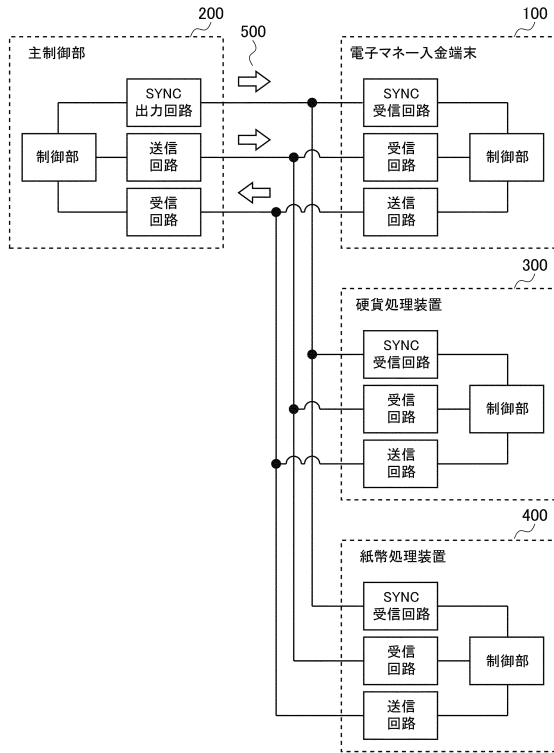 200
主制御部
SYNC
出力回路
制御部
送信
回路
受信
回路
500
100
電子マネー入金端末
SYNC
受信回路
受信
回路
制御部
送信
回路
300
硬貨処理装置
SYNC
受信回路
受信
回路
制御部
送信
回路
400
紙幣処理装置
SYNC
受信回路
受信
回路
制御部
送信
回路